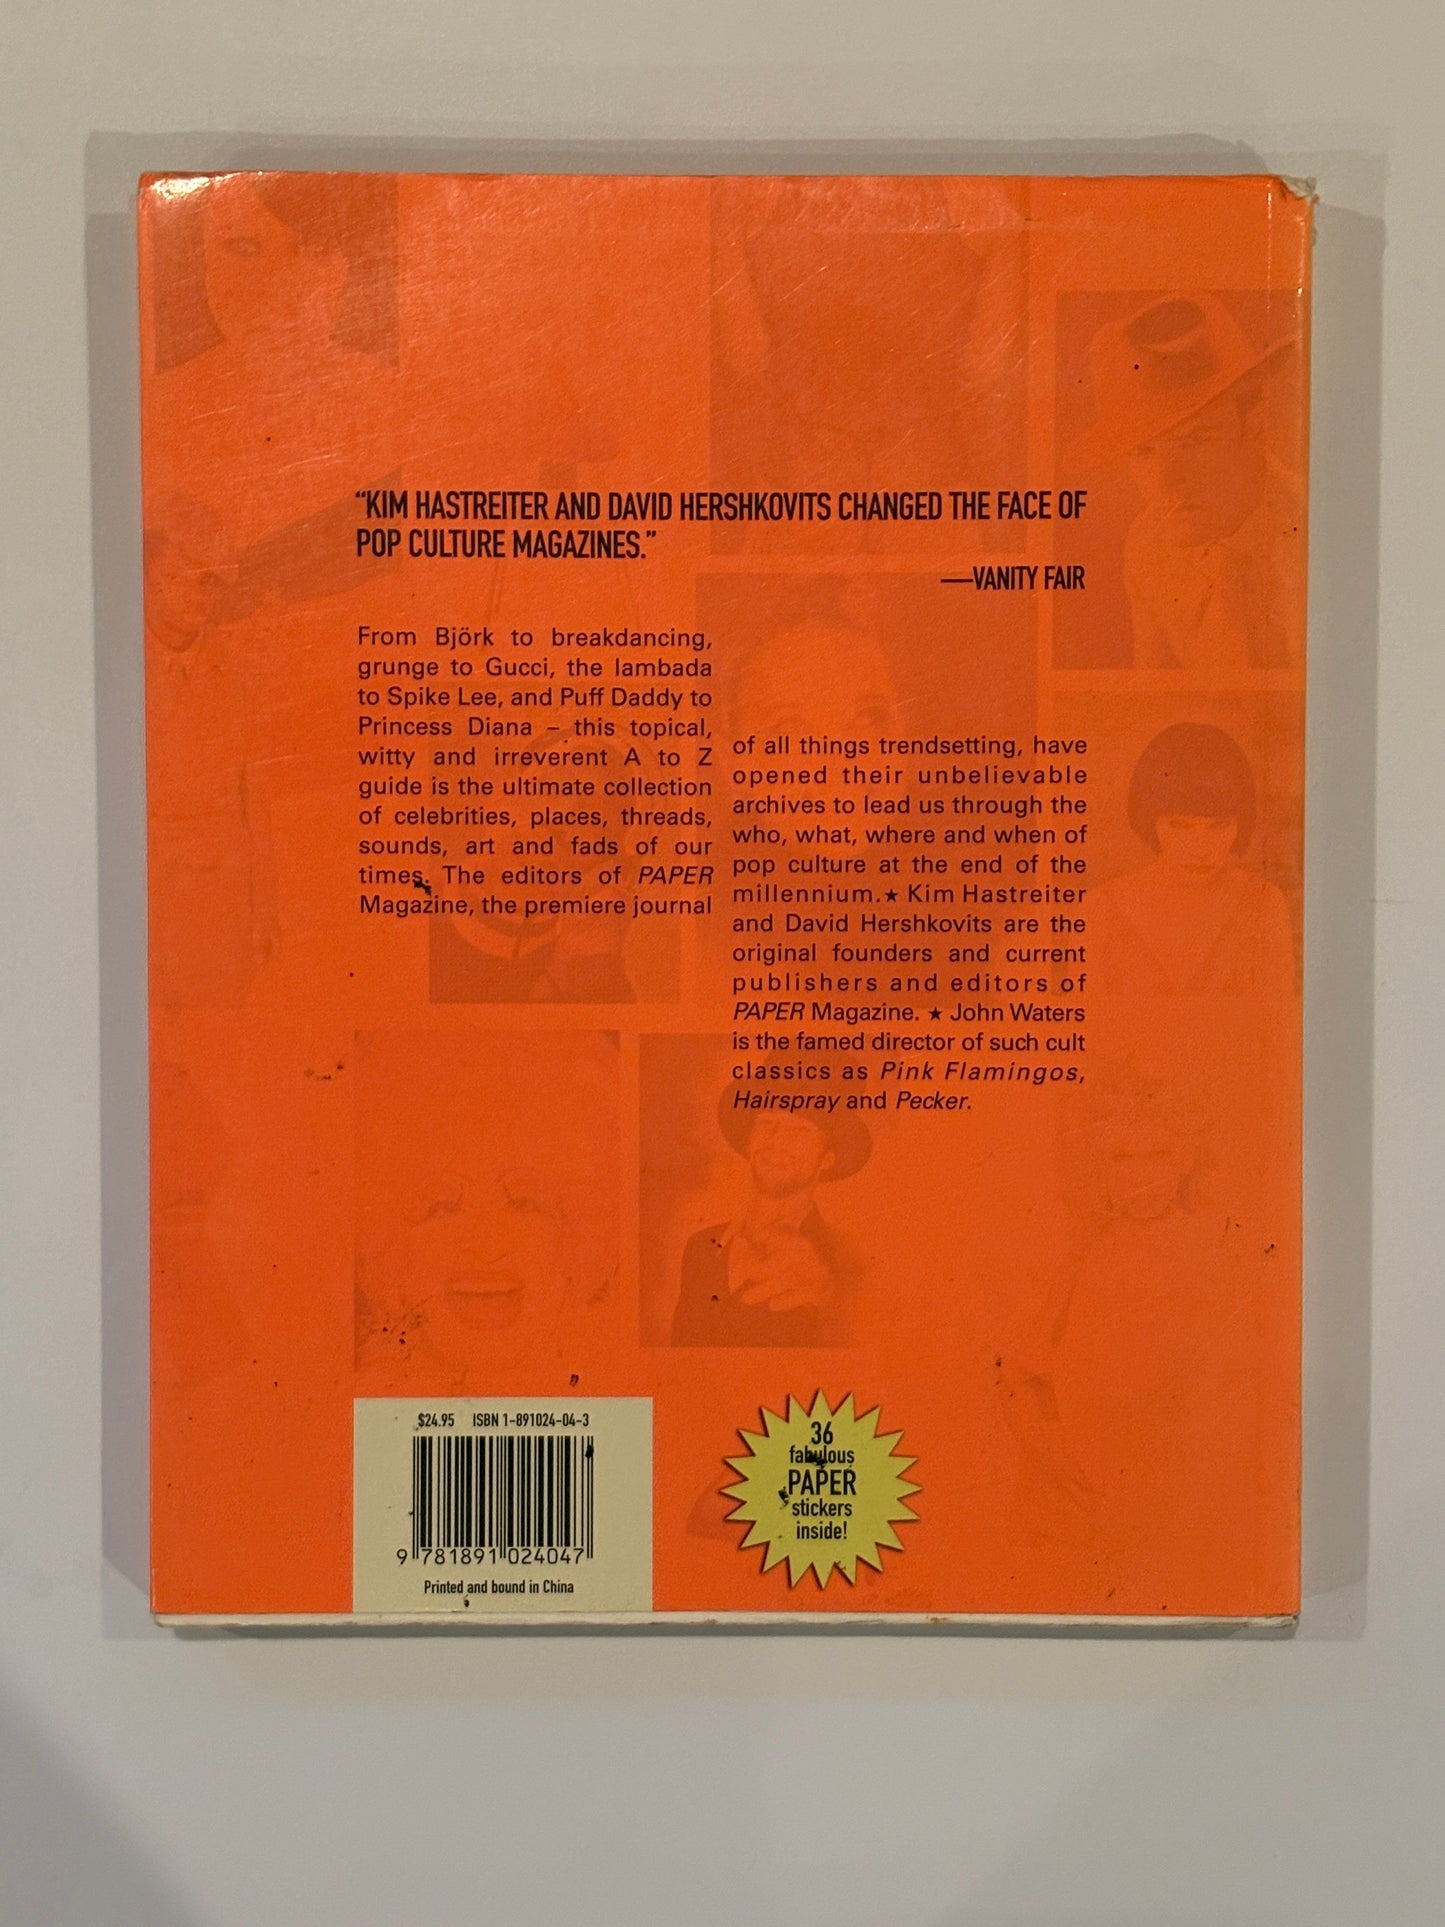 “KIM HASTREITER AND DAVID HERSHKOVITS CHANGED THE FACE OF
POP CULTURE MAGAZINES.”
—VANITY FAIR
From Björk to breakdancing,
grunge to Gucci, the lambada
to Spike Lee, and Puff Daddy to
Princess Diana – this topical,
witty and irreverent A to Z
guide is the ultimate collection
of celebrities, places, threads,
sounds, art and fads of our
times. The editors of PAPER
Magazine, the premiere journal
of all things trendsetting, have
opened their unbelievable
archives to lead us through the
who, what, where and when of
pop culture at the end of the
millennium.★ Kim Hastreiter
and David Hershkovits are the
original founders and current
publishers and editors of
PAPER Magazine. ★ John Waters
is the famed director of such cult
classics as Pink Flamingos,
Hairspray and Pecker.
$24.95 ISBN 1-891024-04-3
9 781891 024047
Printed and bound in China
36
fabulous
PAPER
stickers
inside!